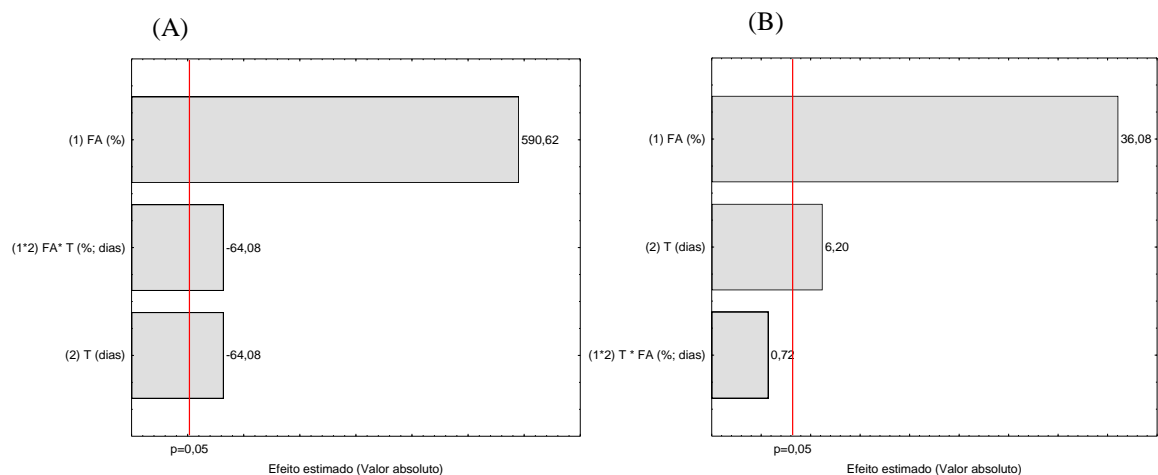 (A)
(1) FA (%)
590,62
(1*2) FA* T (%; dias)
-64,08
(2) T (dias)
-64,08
p=0,05
Efeito estimado (Valor absoluto)
(B)
(1) FA (%)
36,08
(2) T (dias)
6,20
(1*2) T * FA (%; dias)
0,72
p=0,05
Efeito estimado (Valor absoluto)